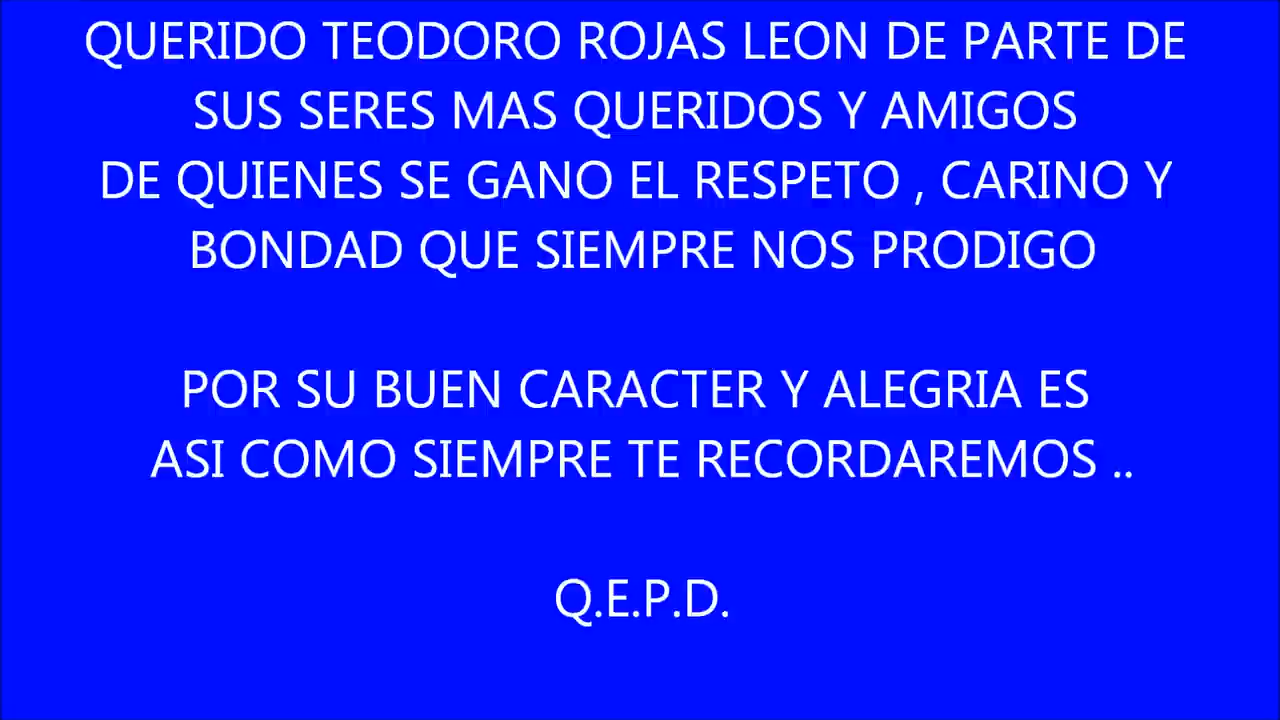 QUERIDO TEODORO ROJAS LEON DE PARTE DE
SUS SERES MAS QUERIDOS Y AMIGOS
DE QUIENES SE GANO EL RESPETO , CARINO Y
BONDAD QUE SIEMPRE NOS PRODIGO
POR SU BUEN CARACTER Y ALEGRIA ES
ASI COMO SIEMPRE TE RECORDAREMOS ..
Q.E.P.D.